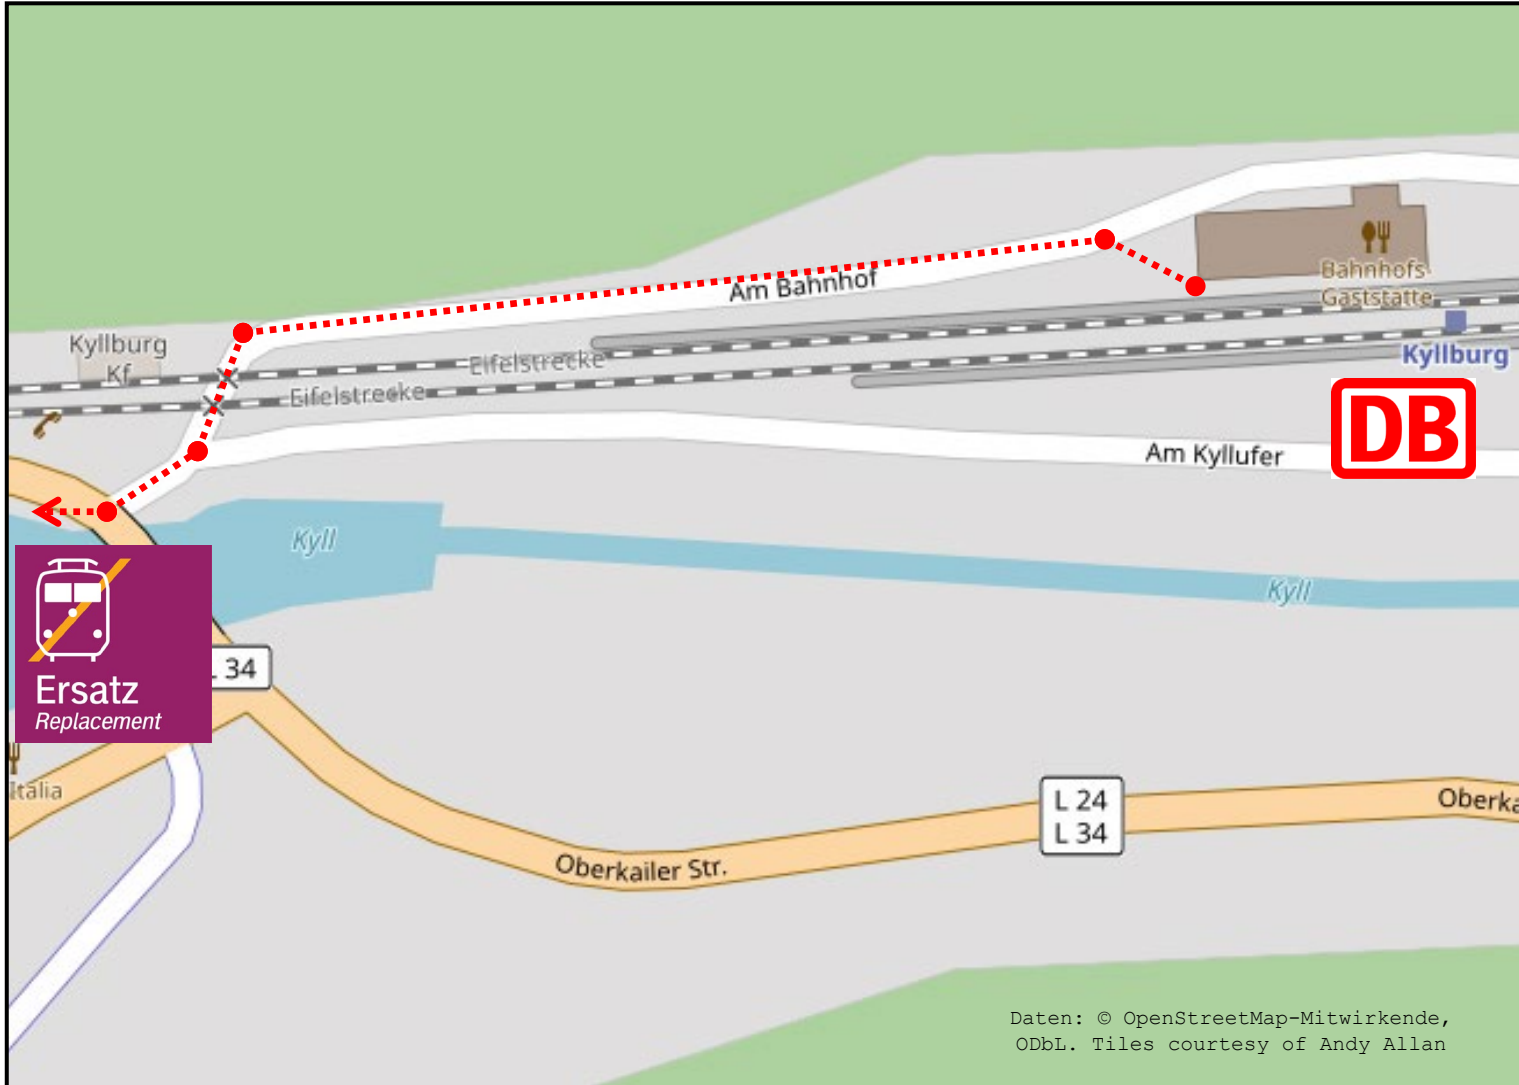 Am Bahnhof
Bahnhofs-
Gaststätte
Kyllburg
Kf
Eifelstrecke
Eifelstrecke
Kyllburg
DB
Am Kyllufer
Kyll
Kyll
Ersatz
Replacement
L 34
Italia
L 24
L 34
Oberka
Oberkailer Str.
Daten: © OpenStreetMap-Mitwirkende,
ODbL. Tiles courtesy of Andy Allan